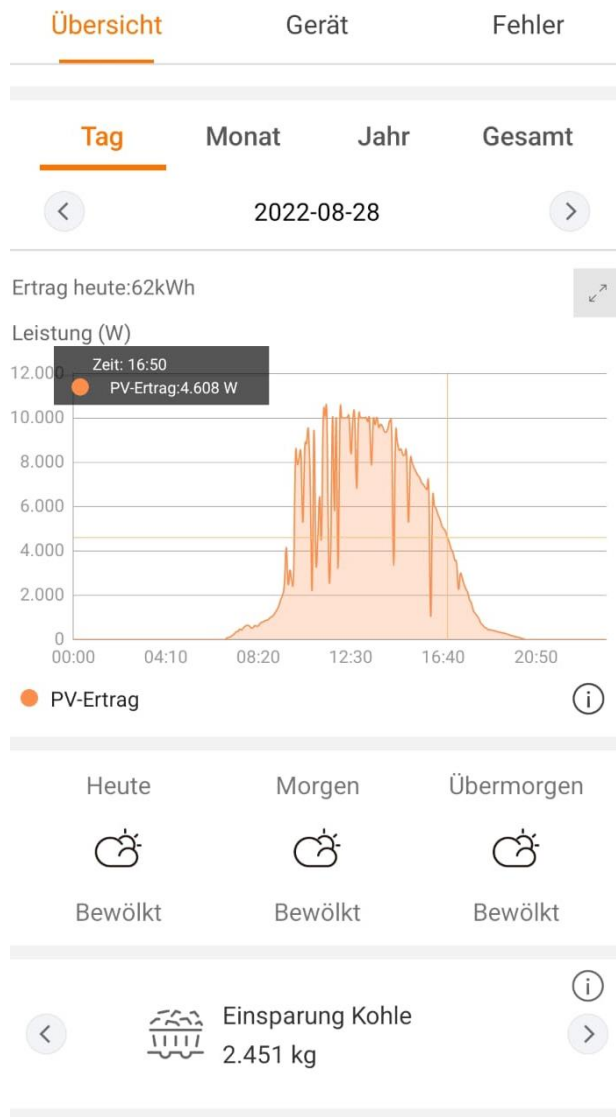 Übersicht Gerät Fehler
Tag Monat Jahr Gesamt
2022-08-28
Ertrag heute:62kWh
Leistung (W)
Zeit: 16:50
PV-Ertrag:4.608 W
12.000
10.000
8.000
6.000
4.000
2.000
0
00:00 04:10 08:20 12:30 16:40 20:50
PV-Ertrag
Heute Morgen Übermorgen
Bewölkt Bewölkt Bewölkt
Einsparung Kohle
2.451 kg